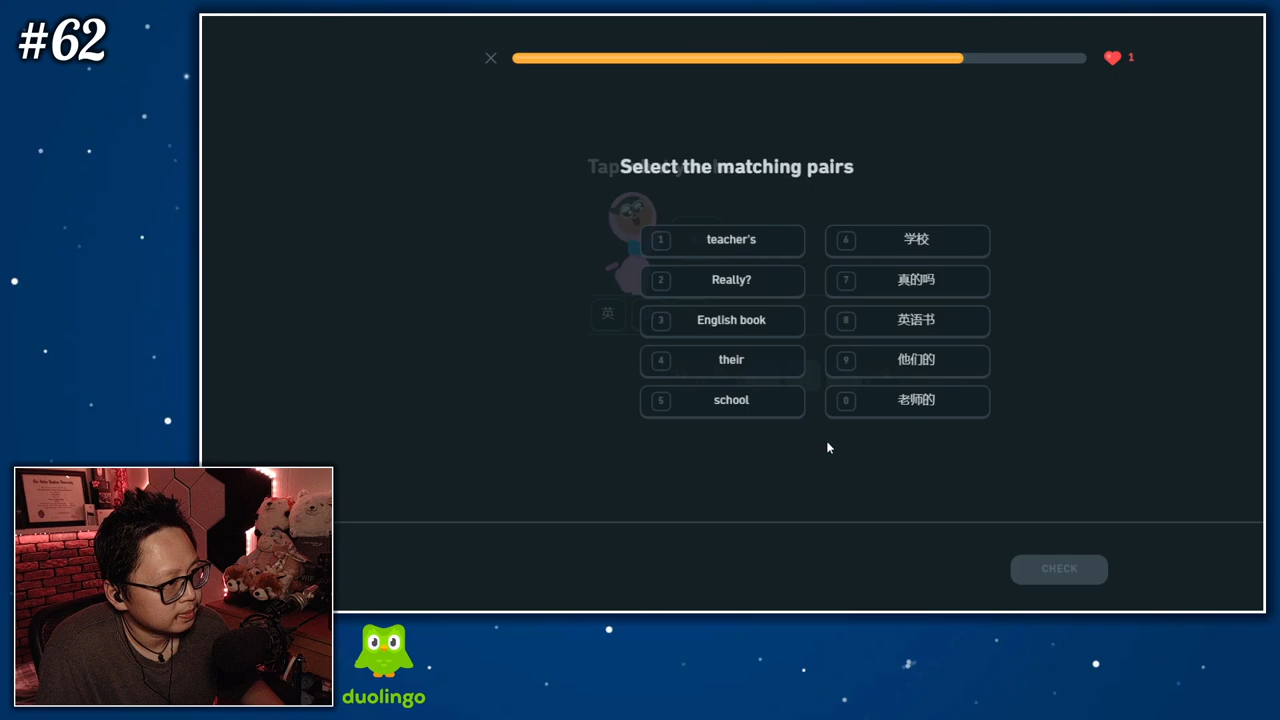 #62
1
Tap
Select the matching pairs
1 teacher's 6 学校
2 Really? 7 真的吗
英
3 English book 8 英语书
4 their 9 他们的
5 school 0 老师的
CHECK
duolingo